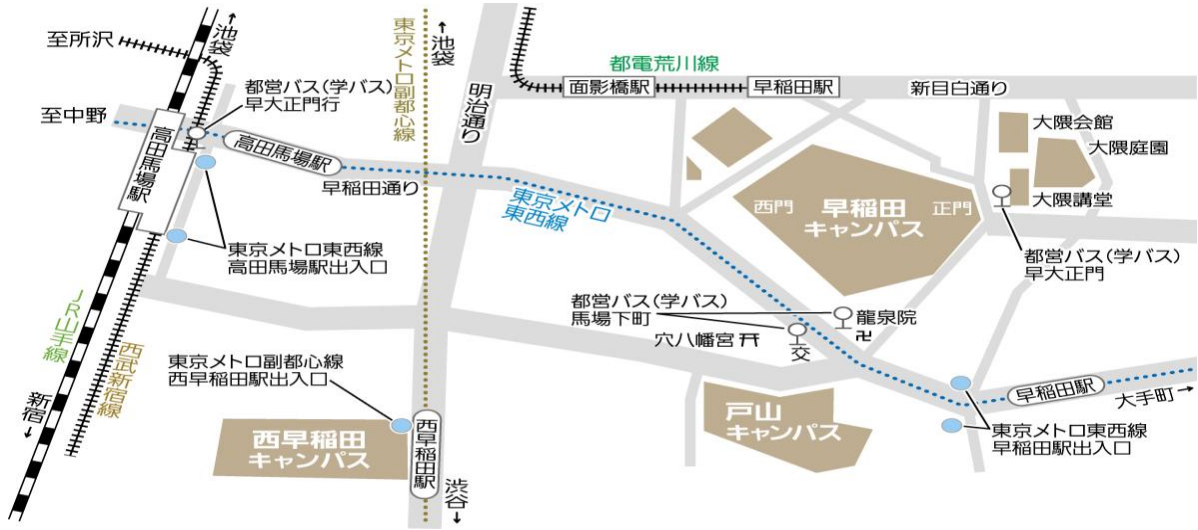 至所沢
↑池袋
都営バス(学バス)
早大正門行
至中野
高田馬場駅
高田馬場駅
早稲田通り
東京メトロ副都心線
↑池袋
明治通り
都電荒川線
面影橋駅
早稲田駅
新目白通り
大隈会館
大隈庭園
大隈講堂
西門
早稲田
キャンパス
正門
都営バス(学バス)
早大正門
東京メトロ
東西線
東京メトロ東西線
高田馬場駅出入口
都営バス(学バス)
馬場下町
龍泉院
卍
穴八幡宮
交
JR山手線
西武新宿線
新宿↓
東京メトロ副都心線
西早稲田駅出入口
西早稲田
キャンパス
西早稲田駅
渋谷↓
戸山
キャンパス
早稲田駅
大手町→
東京メトロ東西線
早稲田駅出入口